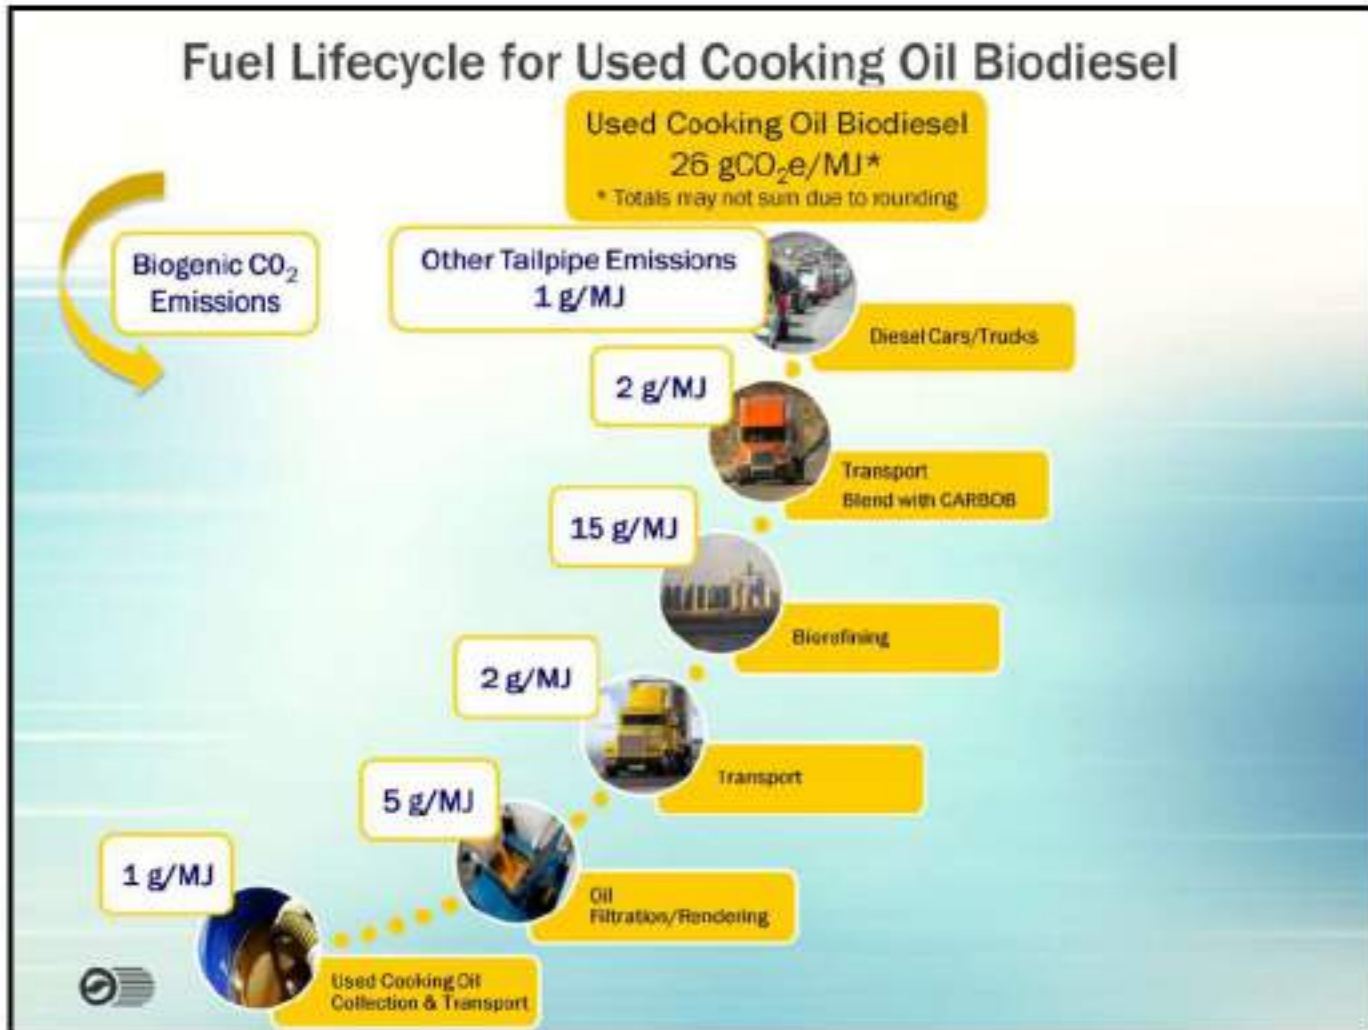 Fuel Lifecycle for Used Cooking Oil Biodiesel
Used Cooking Oil Biodiesel
26 gCO₂e/MJ*
* Totals may not sum due to rounding
Biogenic CO₂
Emissions
Other Tailpipe Emissions
1 g/MJ
Diesel Cars/Trucks
2 g/MJ
Transport
Blend with CARBOB
15 g/MJ
Biorefining
2 g/MJ
Transport
5 g/MJ
Oil
Filtration/Rendering
1 g/MJ
Used Cooking Oil
Collection & Transport